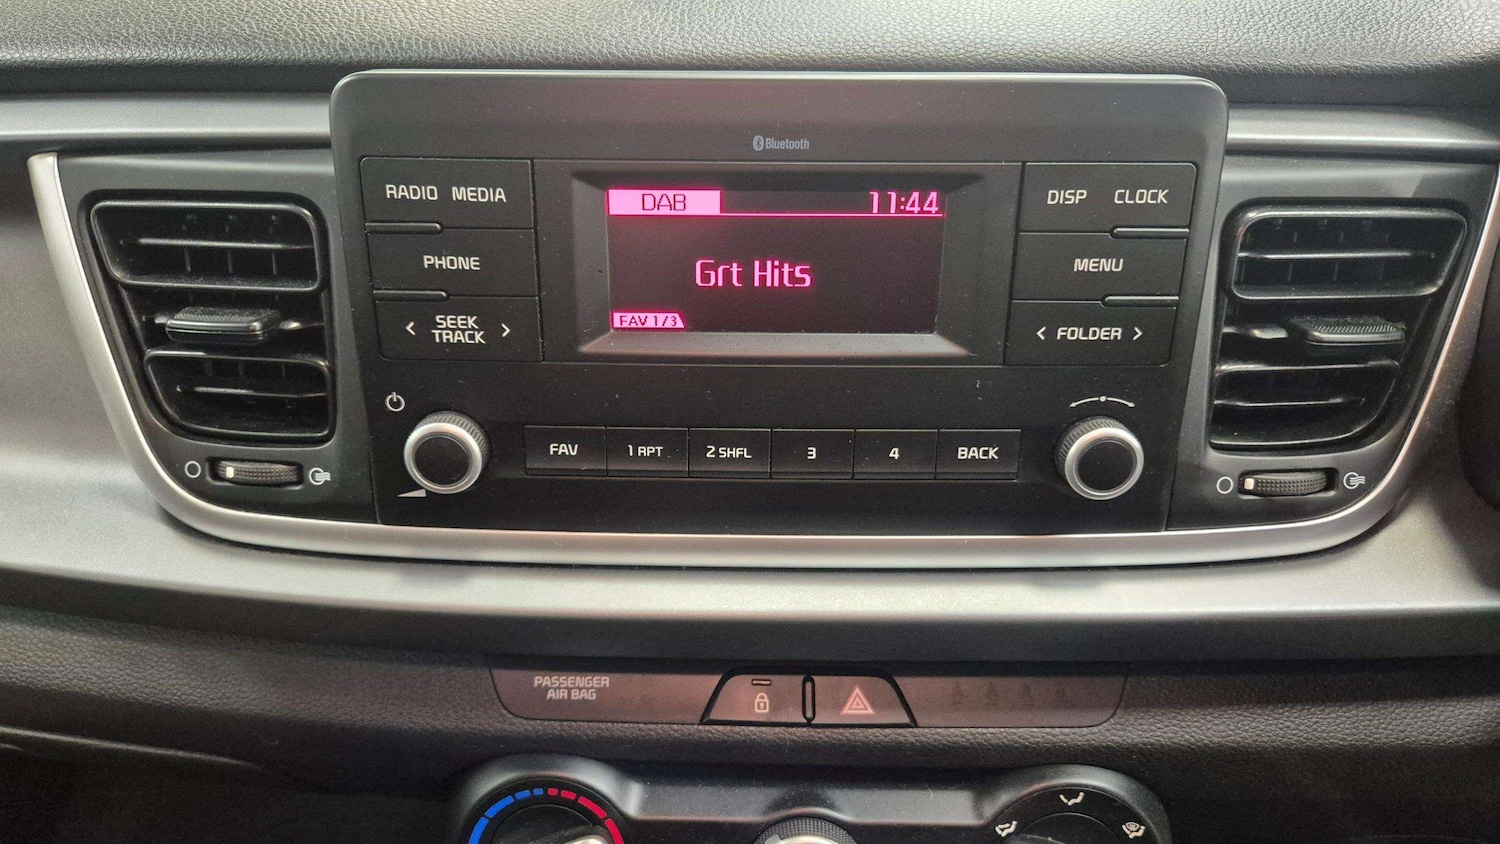 Bluetooth
RADIO MEDIA
DAB 11:44
DISP CLOCK
PHONE
Grt Hits
MENU
< SEEK TRACK >
FAV 1/3
< FOLDER >
FAV
1 RPT
2 SHFL
3
4
BACK
PASSENGER
AIR BAG